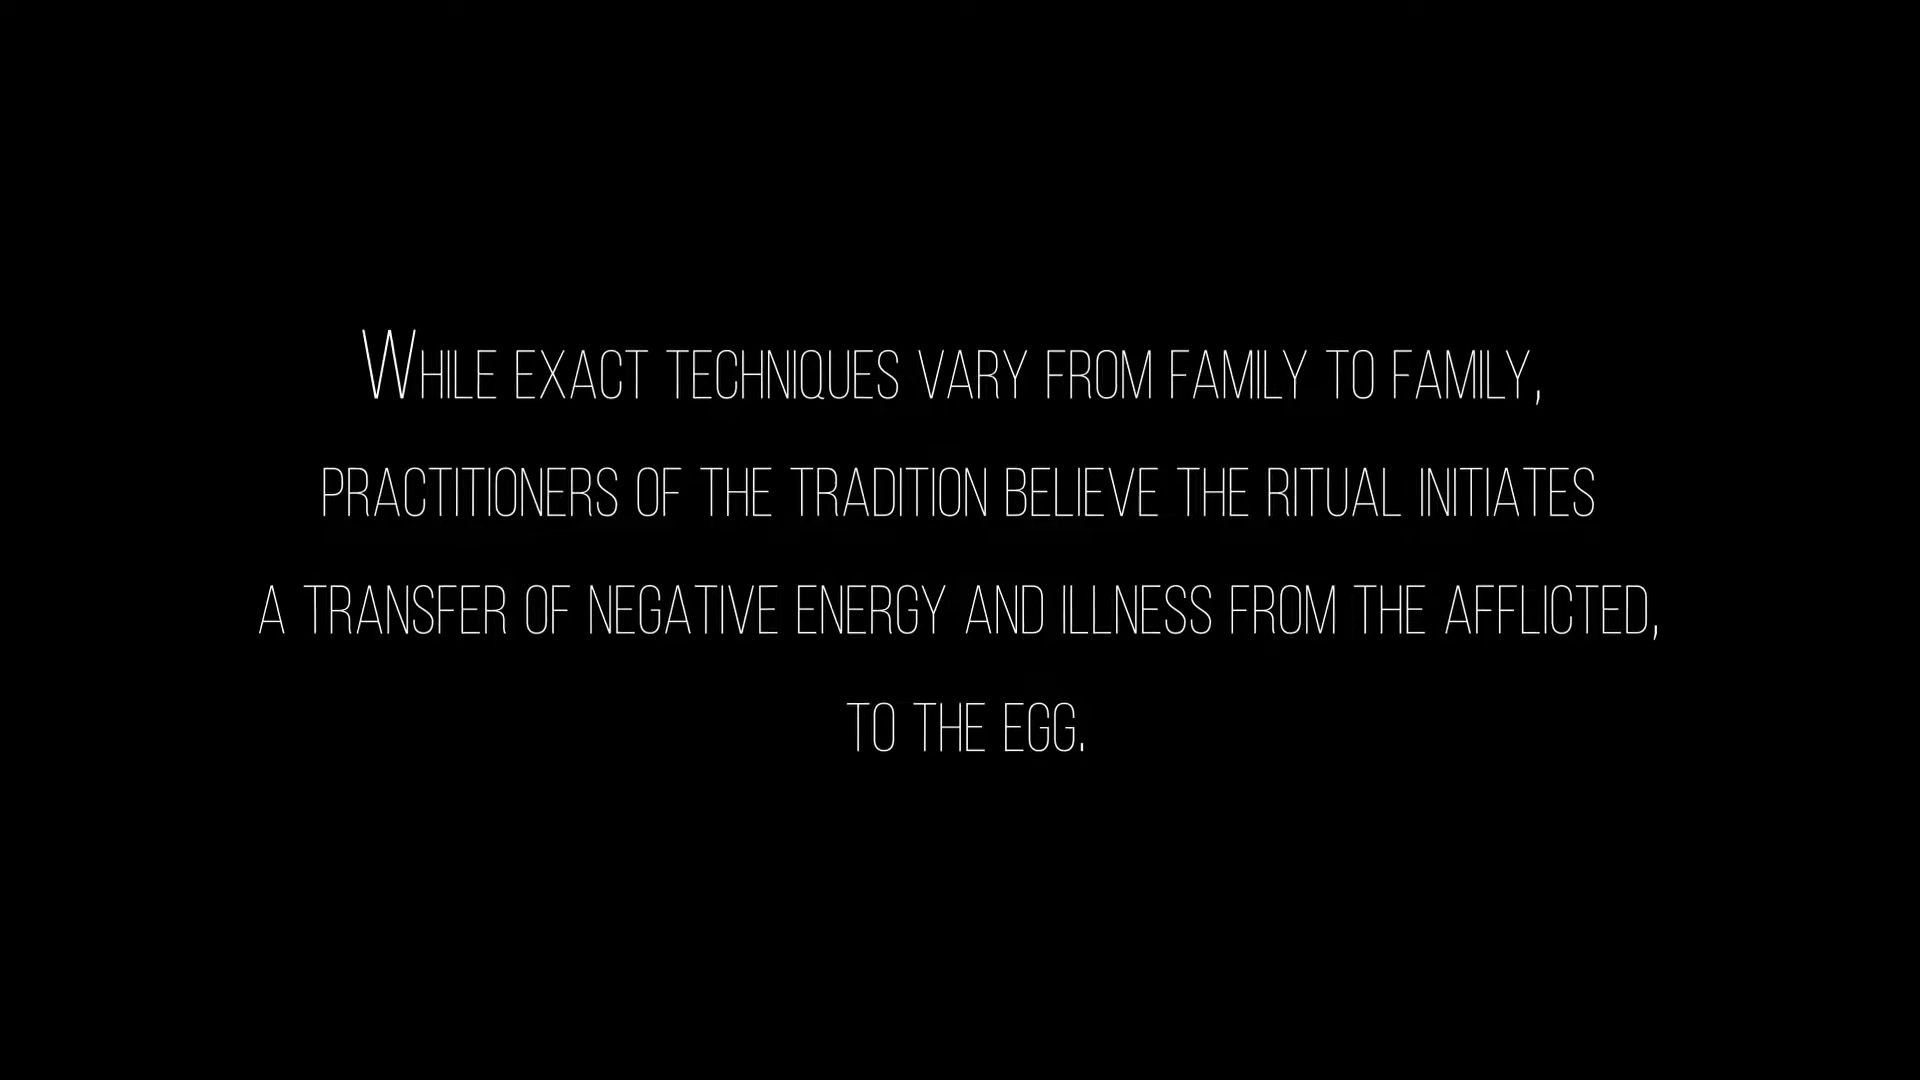 While exact techniques vary from family to family,
practitioners of the tradition believe the ritual initiates
a transfer of negative energy and illness from the afflicted,
to the egg.